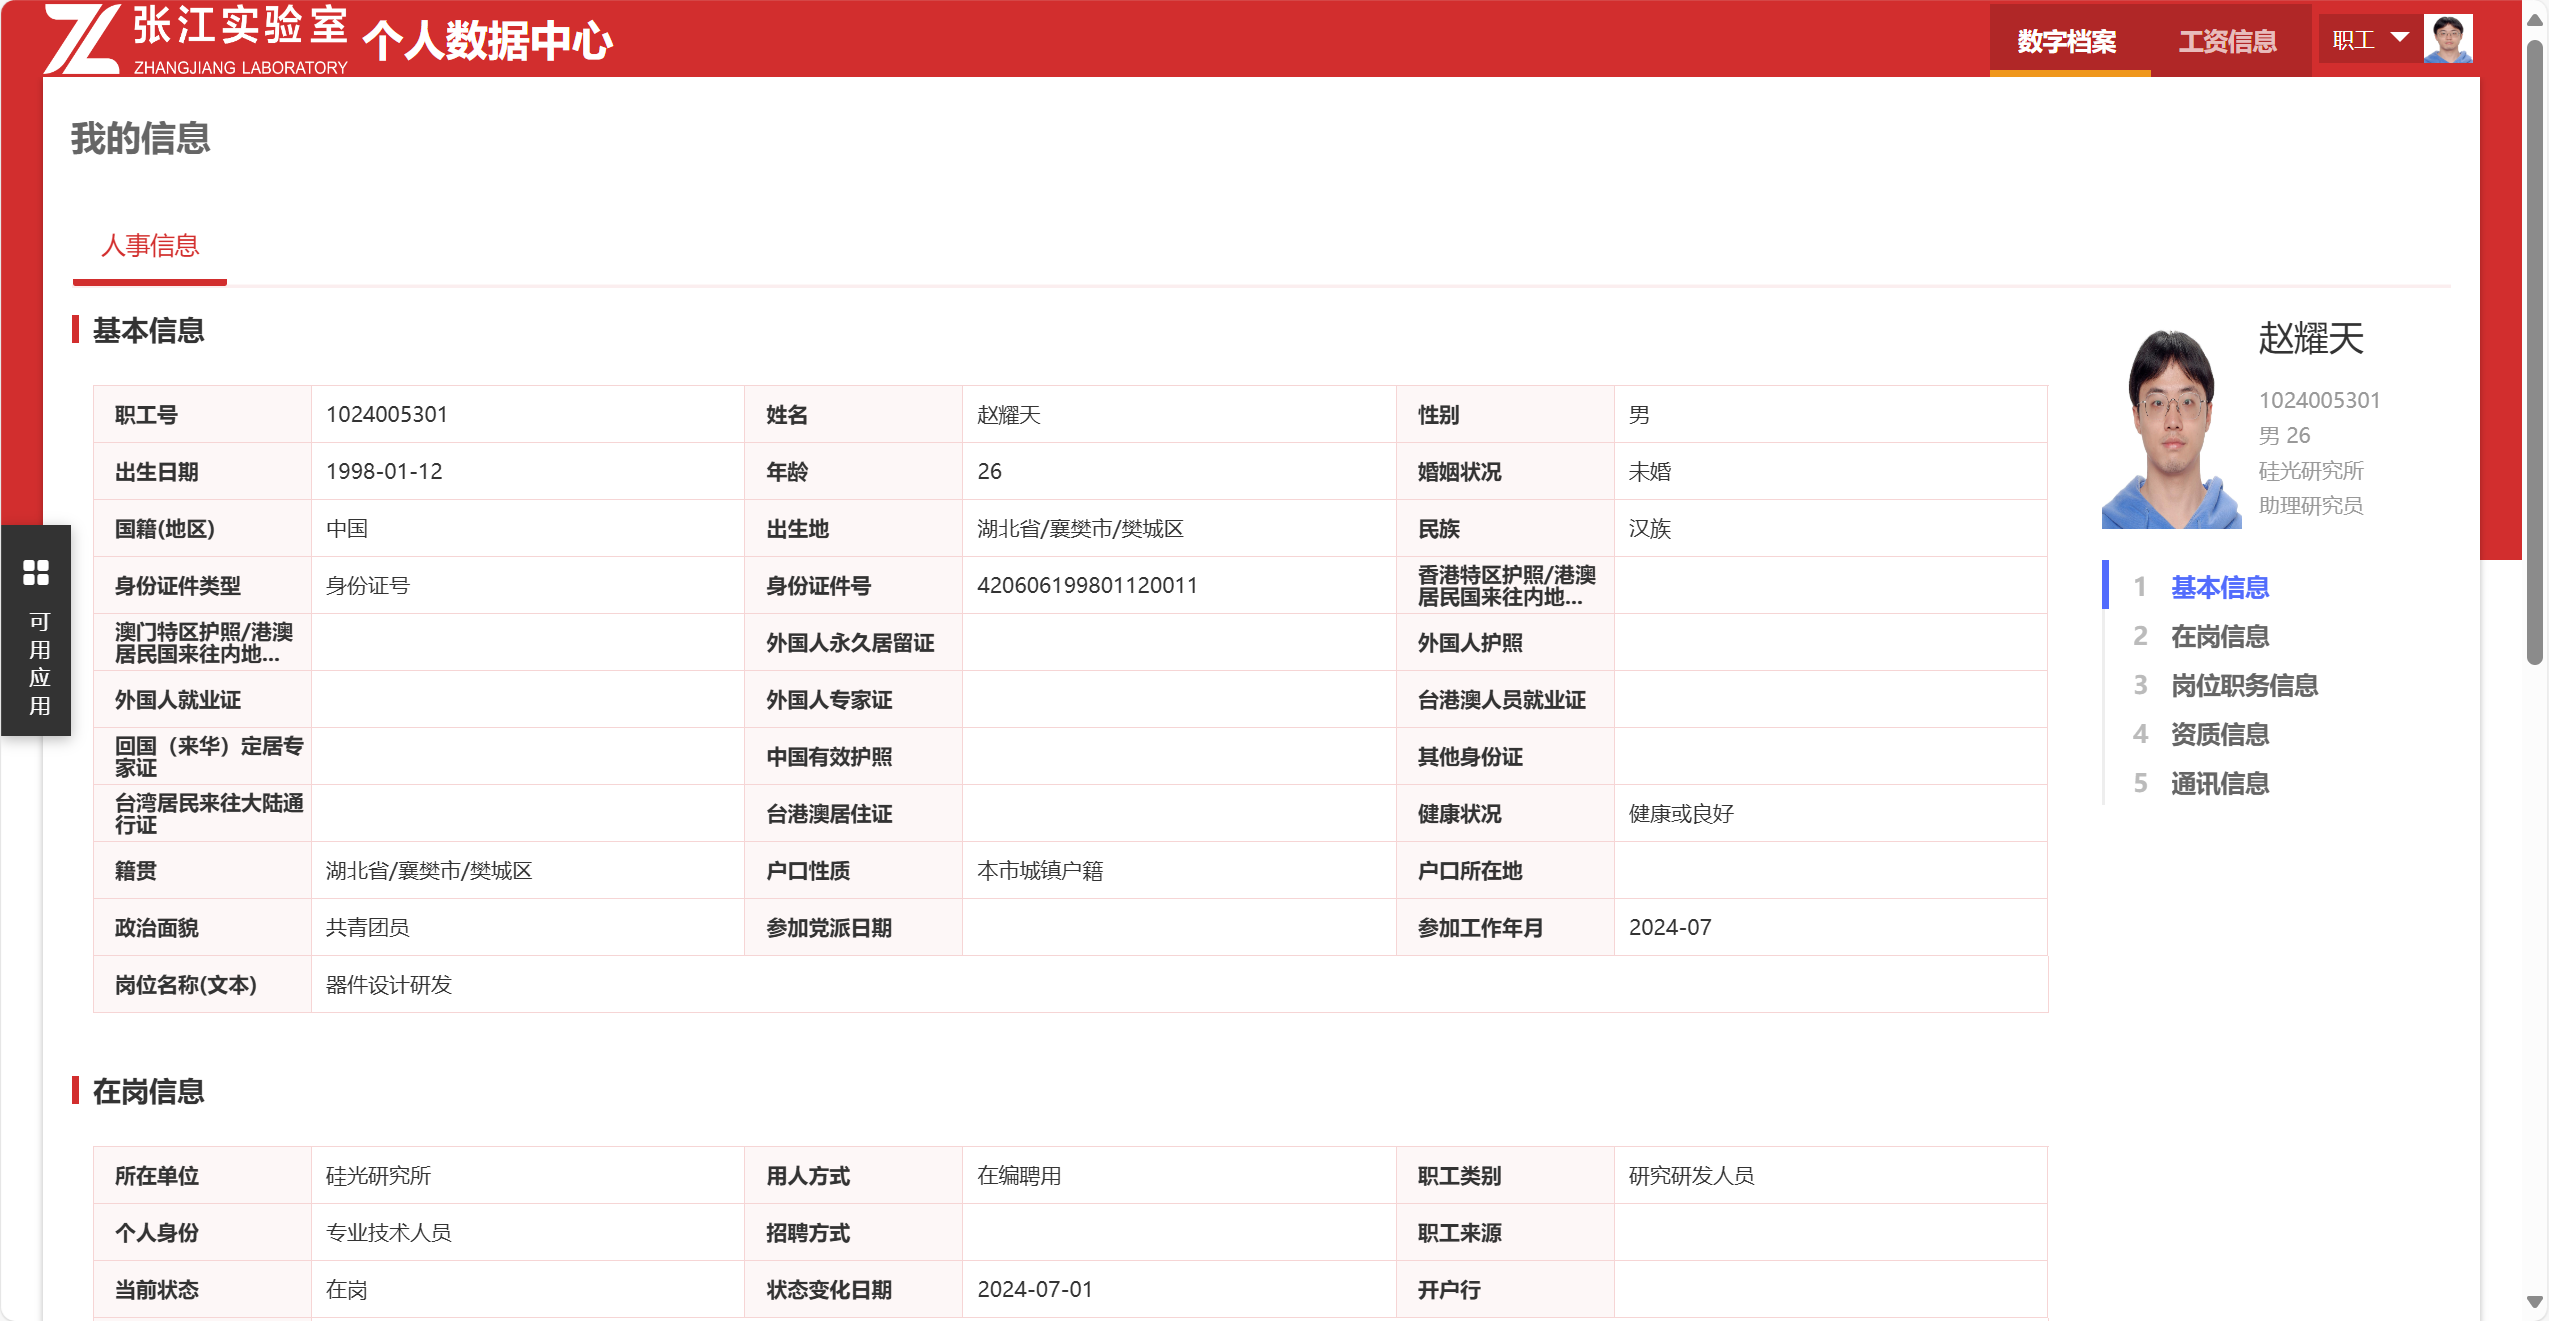 张江实验室
ZHANGJIANG LABORATORY
个人数据中心
数字档案
工资信息
职工
我的信息
人事信息
基本信息
职工号 1024005301 姓名 赵耀天 性别 男
出生日期 1998-01-12 年龄 26 婚姻状况 未婚
国籍(地区) 中国 出生地 湖北省/襄樊市/樊城区 民族 汉族
身份证件类型 身份证号 身份证件号 420606199801120011 香港特区护照/港澳
居民国来往内地...
澳门特区护照/港澳
居民国来往内地... 外国人永久居留证 外国人护照
外国人就业证 外国人专家证 台港澳人员就业证
回国（来华）定居专
家证 中国有效护照 其他身份证
台湾居民来往大陆通
行证 台港澳居住证 健康状况 健康或良好
籍贯 湖北省/襄樊市/樊城区 户口性质 本市城镇户籍 户口所在地
政治面貌 共青团员 参加党派日期 参加工作年月 2024-07
岗位名称(文本) 器件设计研发
在岗信息
所在单位 硅光研究所 用人方式 在编聘用 职工类别 研究研发人员
个人身份 专业技术人员 招聘方式 职工来源
当前状态 在岗 状态变化日期 2024-07-01 开户行
赵耀天
1024005301
男 26
硅光研究所
助理研究员
1 基本信息
2 在岗信息
3 岗位职务信息
4 资质信息
5 通讯信息
可用应用